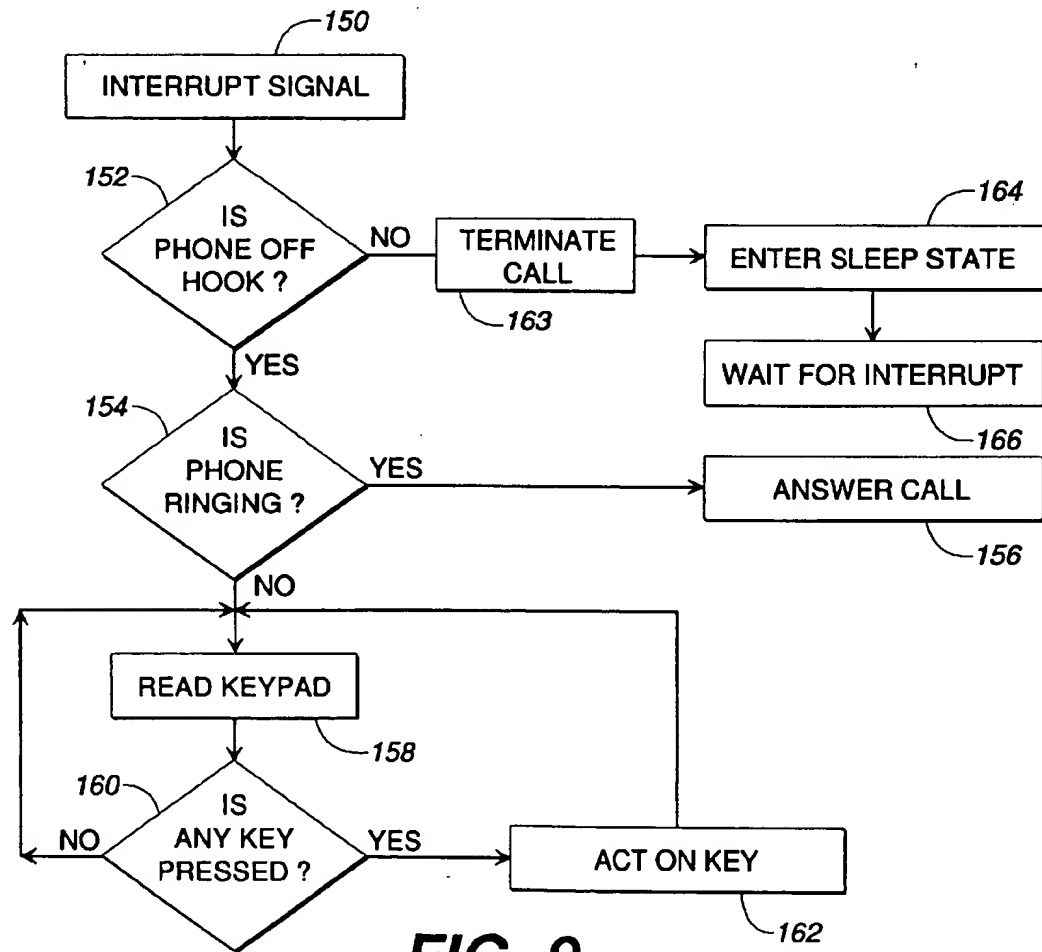 150
INTERRUPT SIGNAL
152
IS
PHONE OFF
HOOK ?
NO
TERMINATE
CALL
163
164
ENTER SLEEP STATE
YES
WAIT FOR INTERRUPT
166
154
IS
PHONE
RINGING ?
YES
ANSWER CALL
156
NO
READ KEYPAD
158
160
IS
ANY KEY
PRESSED ?
NO
YES
ACT ON KEY
162